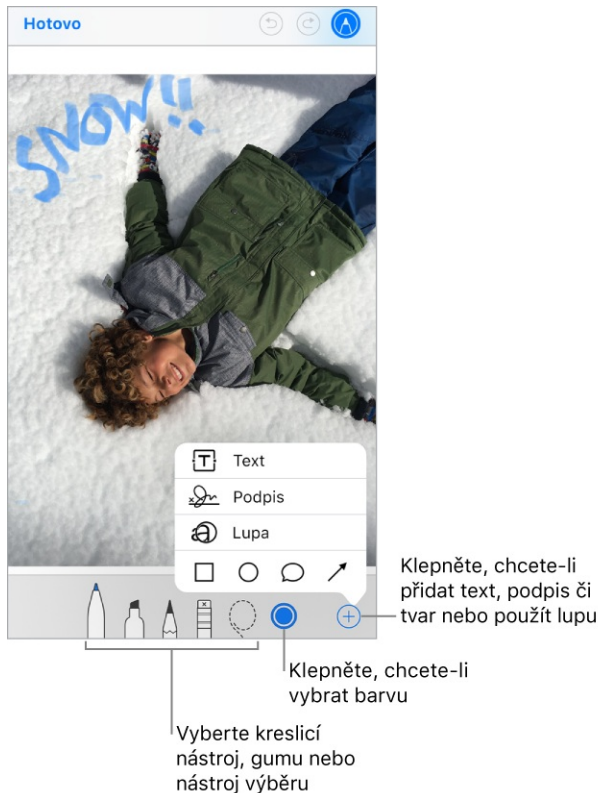 Hotovo
SNOW!!
Text
Podpis
Lupa
Klepněte, chcete-li
přidat text, podpis či
tvar nebo použít lupu
Klepněte, chcete-li
vybrat barvu
Vyberte kreslicí
nástroj, gumu nebo
nástroj výběru